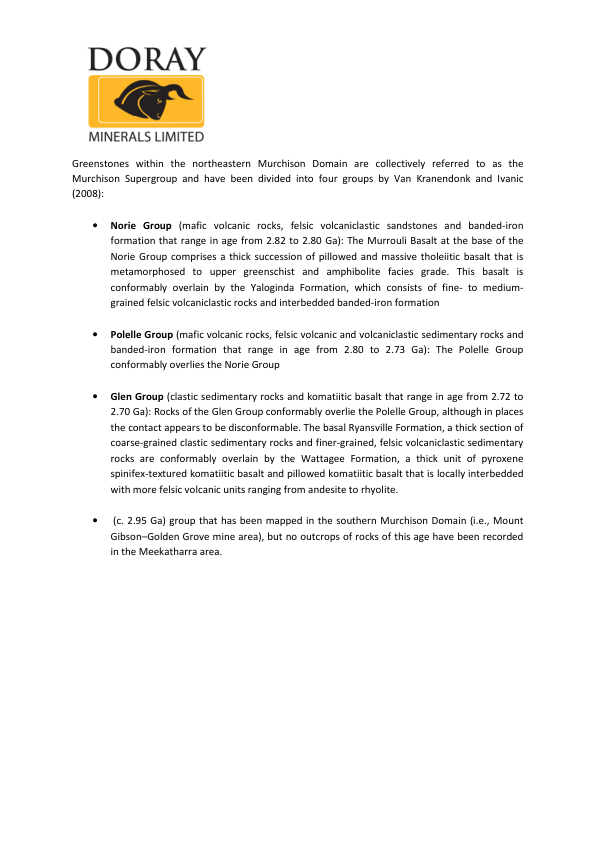 DORAY
MINERALS LIMITED
Greenstones within the northeastern Murchison Domain are collectively referred to as the
Murchison Supergroup and have been divided into four groups by Van Kranendonk and Ivanic
(2008):
• Norie Group (mafic volcanic rocks, felsic volcaniclastic sandstones and banded-iron
formation that range in age from 2.82 to 2.80 Ga): The Murrouli Basalt at the base of the
Norie Group comprises a thick succession of pillowed and massive tholeiitic basalt that is
metamorphosed to upper greenschist and amphibolite facies grade. This basalt is
conformably overlain by the Yaloginda Formation, which consists of fine- to medium-
grained felsic volcaniclastic rocks and interbedded banded-iron formation
• Polelle Group (mafic volcanic rocks, felsic volcanic and volcaniclastic sedimentary rocks and
banded-iron formation that range in age from 2.80 to 2.73 Ga): The Polelle Group
conformably overlies the Norie Group
• Glen Group (clastic sedimentary rocks and komatiitic basalt that range in age from 2.72 to
2.70 Ga): Rocks of the Glen Group conformably overlie the Polelle Group, although in places
the contact appears to be disconformable. The basal Ryansville Formation, a thick section of
coarse-grained clastic sedimentary rocks and finer-grained, felsic volcaniclastic sedimentary
rocks are conformably overlain by the Wattagee Formation, a thick unit of pyroxene
spinifex-textured komatiitic basalt and pillowed komatiitic basalt that is locally interbedded
with more felsic volcanic units ranging from andesite to rhyolite.
• (c. 2.95 Ga) group that has been mapped in the southern Murchison Domain (i.e., Mount
Gibson–Golden Grove mine area), but no outcrops of rocks of this age have been recorded
in the Meekatharra area.